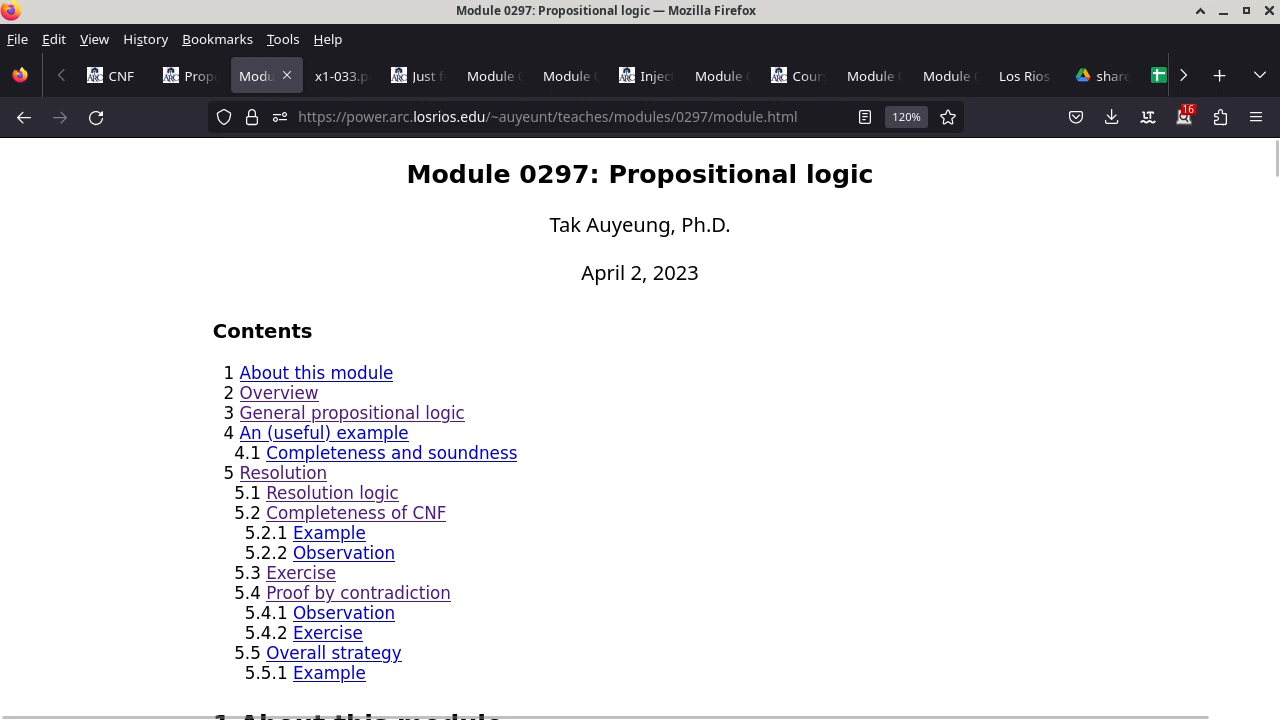 Module 0297: Propositional logic — Mozilla Firefox
File Edit View History Bookmarks Tools Help
CNF Prop Modu x1-033.p Just f Module Module Injec Module Cour Module Module Los Rios share
https://power.arc.losrios.edu/~auyeunt/teaches/modules/0297/module.html 120% 16
Module 0297: Propositional logic
Tak Auyeung, Ph.D.
April 2, 2023
Contents
1 About this module
2 Overview
3 General propositional logic
4 An (useful) example
4.1 Completeness and soundness
5 Resolution
5.1 Resolution logic
5.2 Completeness of CNF
5.2.1 Example
5.2.2 Observation
5.3 Exercise
5.4 Proof by contradiction
5.4.1 Observation
5.4.2 Exercise
5.5 Overall strategy
5.5.1 Example
1 About this module